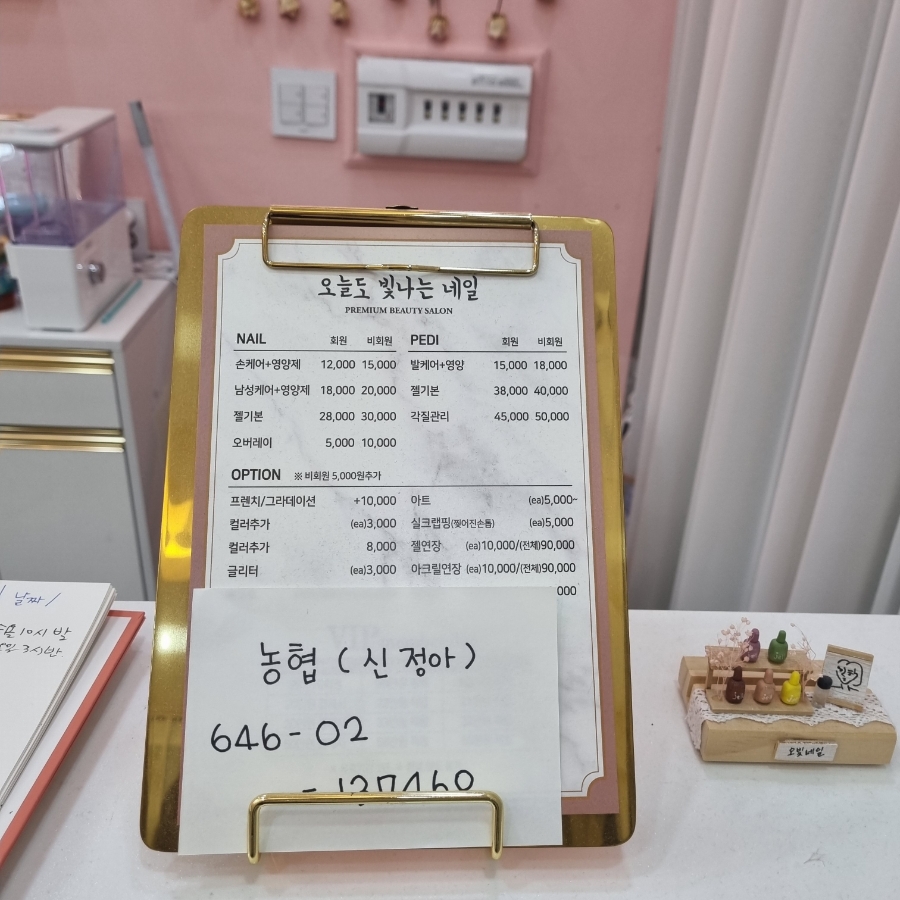 오늘도 빛나는 네일
PREMIUM BEAUTY SALON
NAIL 회원 비회원
손케어+영양제 12,000 15,000
남성케어+영양제 18,000 20,000
젤기본 28,000 30,000
오버레이 5,000 10,000
PEDI 회원 비회원
발케어+영양 15,000 18,000
젤기본 38,000 40,000
각질관리 45,000 50,000
OPTION ※ 비회원 5,000원추가
프렌치/그라데이션 +10,000
컬러추가 (ea)3,000
컬러추가 8,000
글리터 (ea)3,000
아트 (ea)5,000~
실크랩핑(찢어진손톱) (ea)5,000
젤연장 (ea)10,000/(전체)90,000
아크릴연장 (ea)10,000/(전체)90,000
000
농협 (신정아)
646-02
날짜
10시 발
3시반
오빛네일